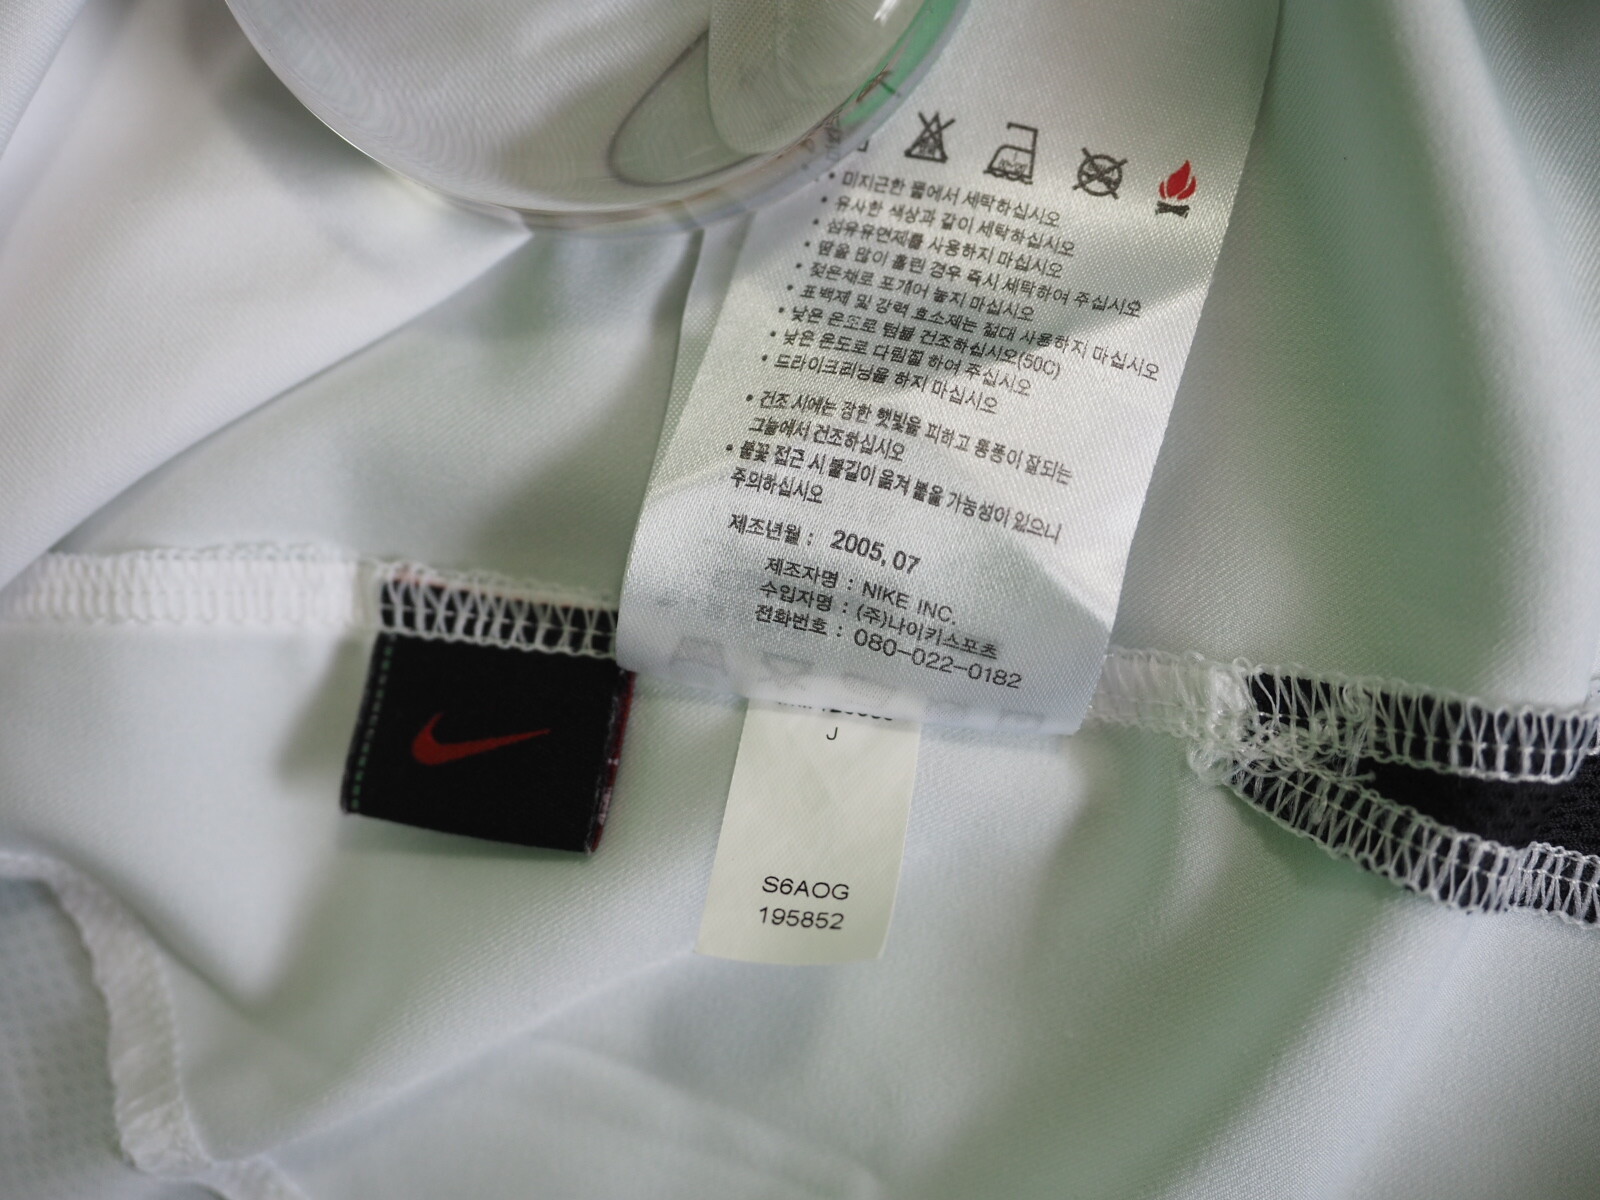 • 미지근한 물에서 세탁하십시오
• 유사한 색상과 같이 세탁하십시오
• 섬유유연제를 사용하지 마십시오
• 땀을 많이 흘린 경우 즉시 세탁하여 주십시오
• 젖은채로 포개어 놓지 마십시오
• 표백제 및 강력 효소제는 절대 사용하지 마십시오
• 낮은 온도로 텀블 건조하십시오(50C)
• 낮은 온도로 다림질 하여 주십시오
• 드라이크리닝을 하지 마십시오
• 건조 시에는 강한 햇빛을 피하고 통풍이 잘되는
그늘에서 건조하십시오
• 불꽃 접근 시 불길이 옮겨 붙을 가능성이 있으니
주의하십시오
제조년월 : 2005, 07
제조자명 : NIKE INC.
수입자명 : (주)나이키스포츠
전화번호 : 080-022-0182
J
S6AOG
195852